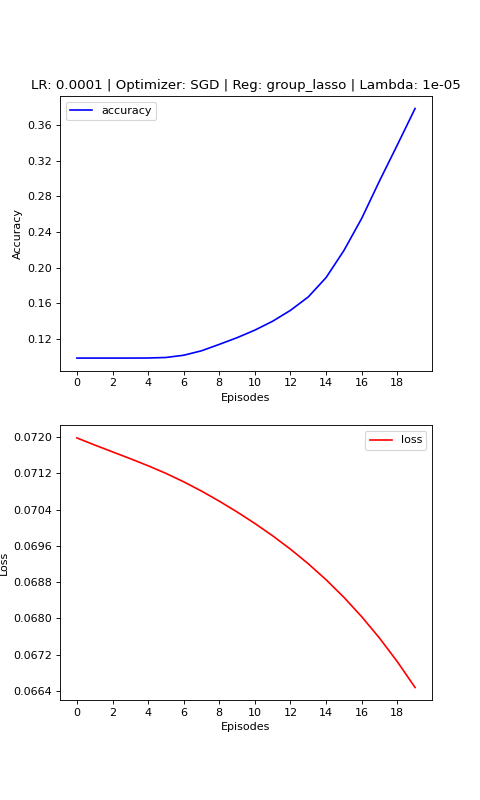 LR: 0.0001 | Optimizer: SGD | Reg: group_lasso | Lambda: 1e-05
accuracy
0.36
0.32
0.28
0.24
0.20
0.16
0.12
Accuracy
0 2 4 6 8 10 12 14 16 18
Episodes
loss
0.0720
0.0712
0.0704
0.0696
0.0688
0.0680
0.0672
0.0664
Loss
0 2 4 6 8 10 12 14 16 18
Episodes